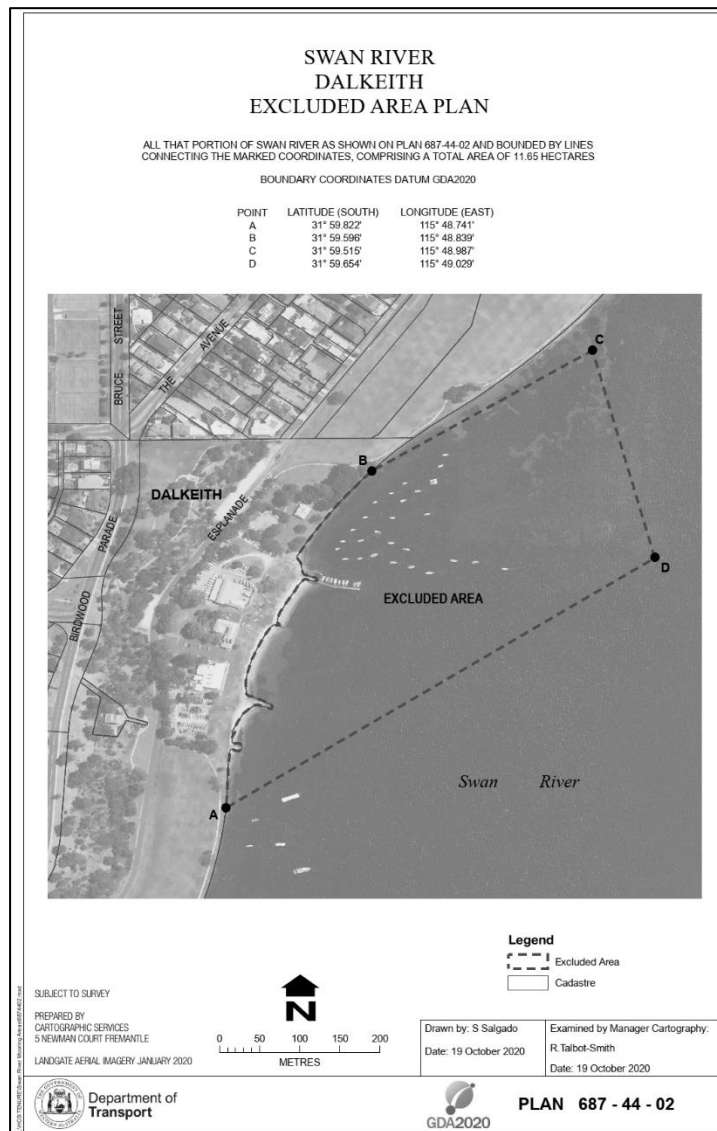 SWAN RIVER
DALKEITH
EXCLUDED AREA PLAN
ALL THAT PORTION OF SWAN RIVER AS SHOWN ON PLAN 687-44-02 AND BOUNDED BY LINES
CONNECTING THE MARKED COORDINATES, COMPRISING A TOTAL AREA OF 11.65 HECTARES
BOUNDARY COORDINATES DATUM GDA2020
POINT LATITUDE (SOUTH) LONGITUDE (EAST)
A 31° 59.822' 115° 48.741'
B 31° 59.596' 115° 48.839'
C 31° 59.515' 115° 48.987'
D 31° 59.654' 115° 49.029'
BRUCE STREET
THE AVENUE
C
B
DALKEITH
ESPLANADE
BIRDWOOD PARADE
D
EXCLUDED AREA
A
Swan River
Legend
Excluded Area
Cadastre
SUBJECT TO SURVEY
PREPARED BY
CARTOGRAPHIC SERVICES
5 NEWMAN COURT FREMANTLE
LANDGATE AERIAL IMAGERY JANUARY 2020
N
0 50 100 150 200
METRES
Drawn by: S Salgado
Date: 19 October 2020
Examined by Manager Cartography:
R.Talbot-Smith
Date: 19 October 2020
Department of
Transport
GDA2020
PLAN 687 - 44 - 02